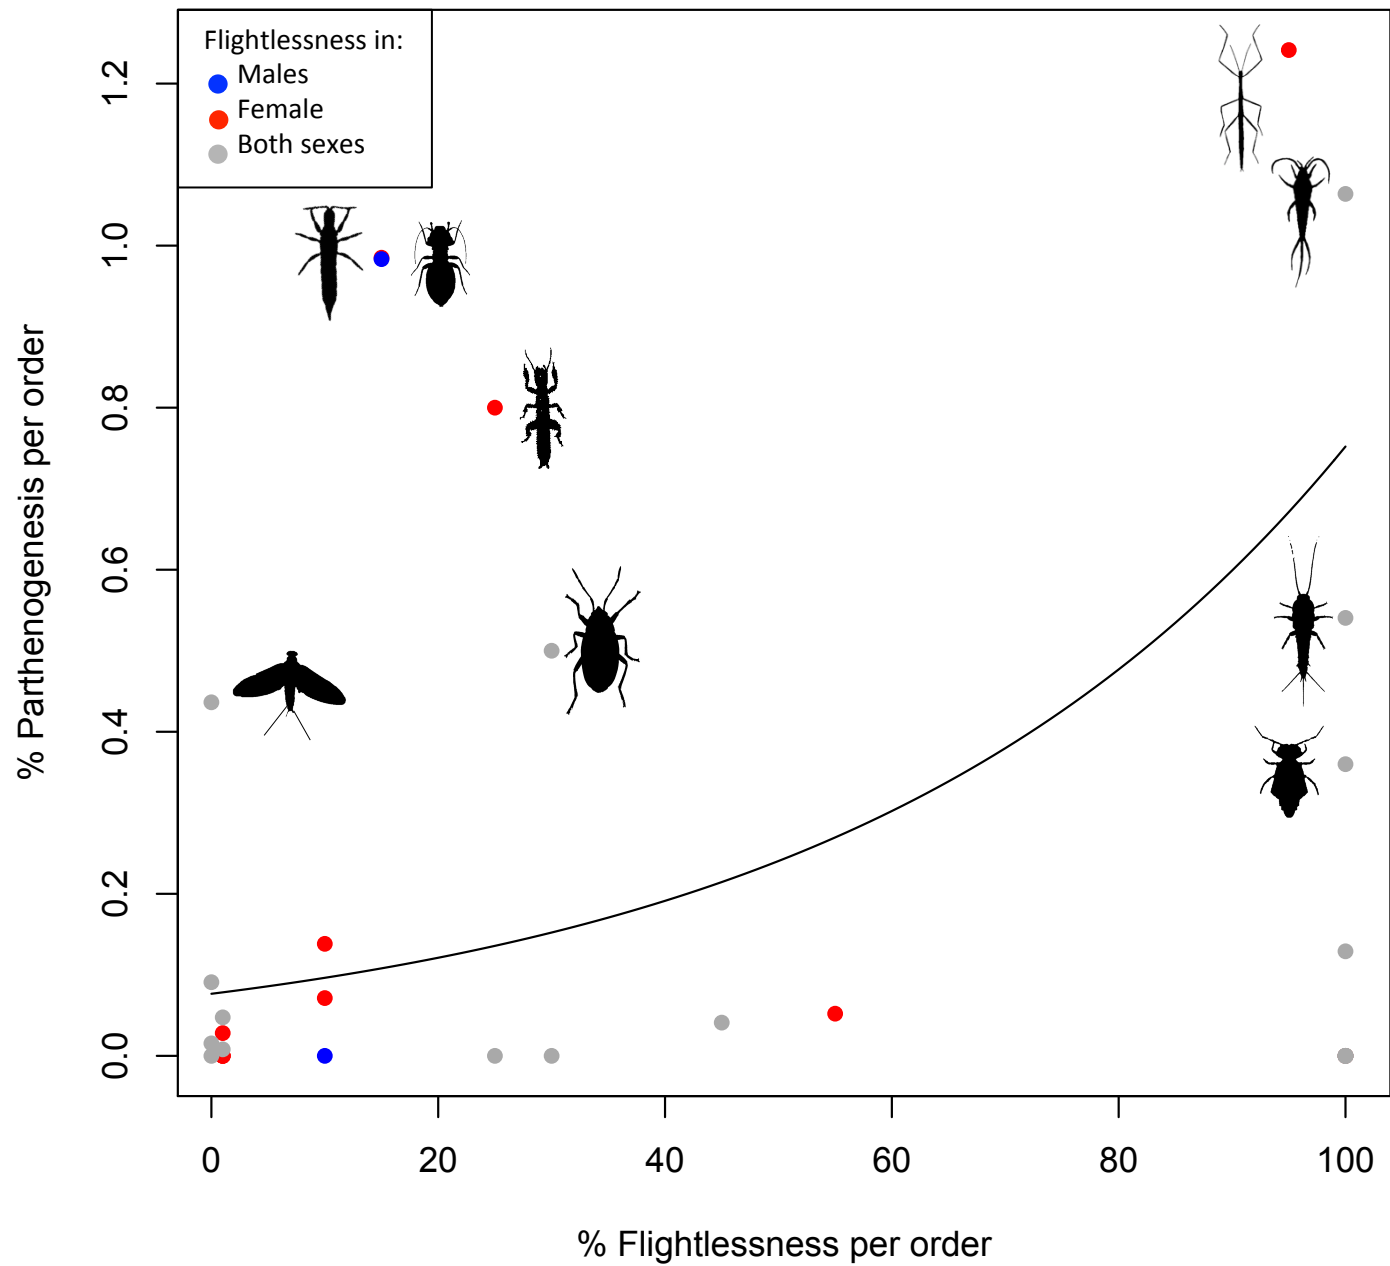 Flightlessness in:
Males
Female
Both sexes
% Parthenogenesis per order
1.2
1.0
0.8
0.6
0.4
0.2
0.0
0 20 40 60 80 100
% Flightlessness per order